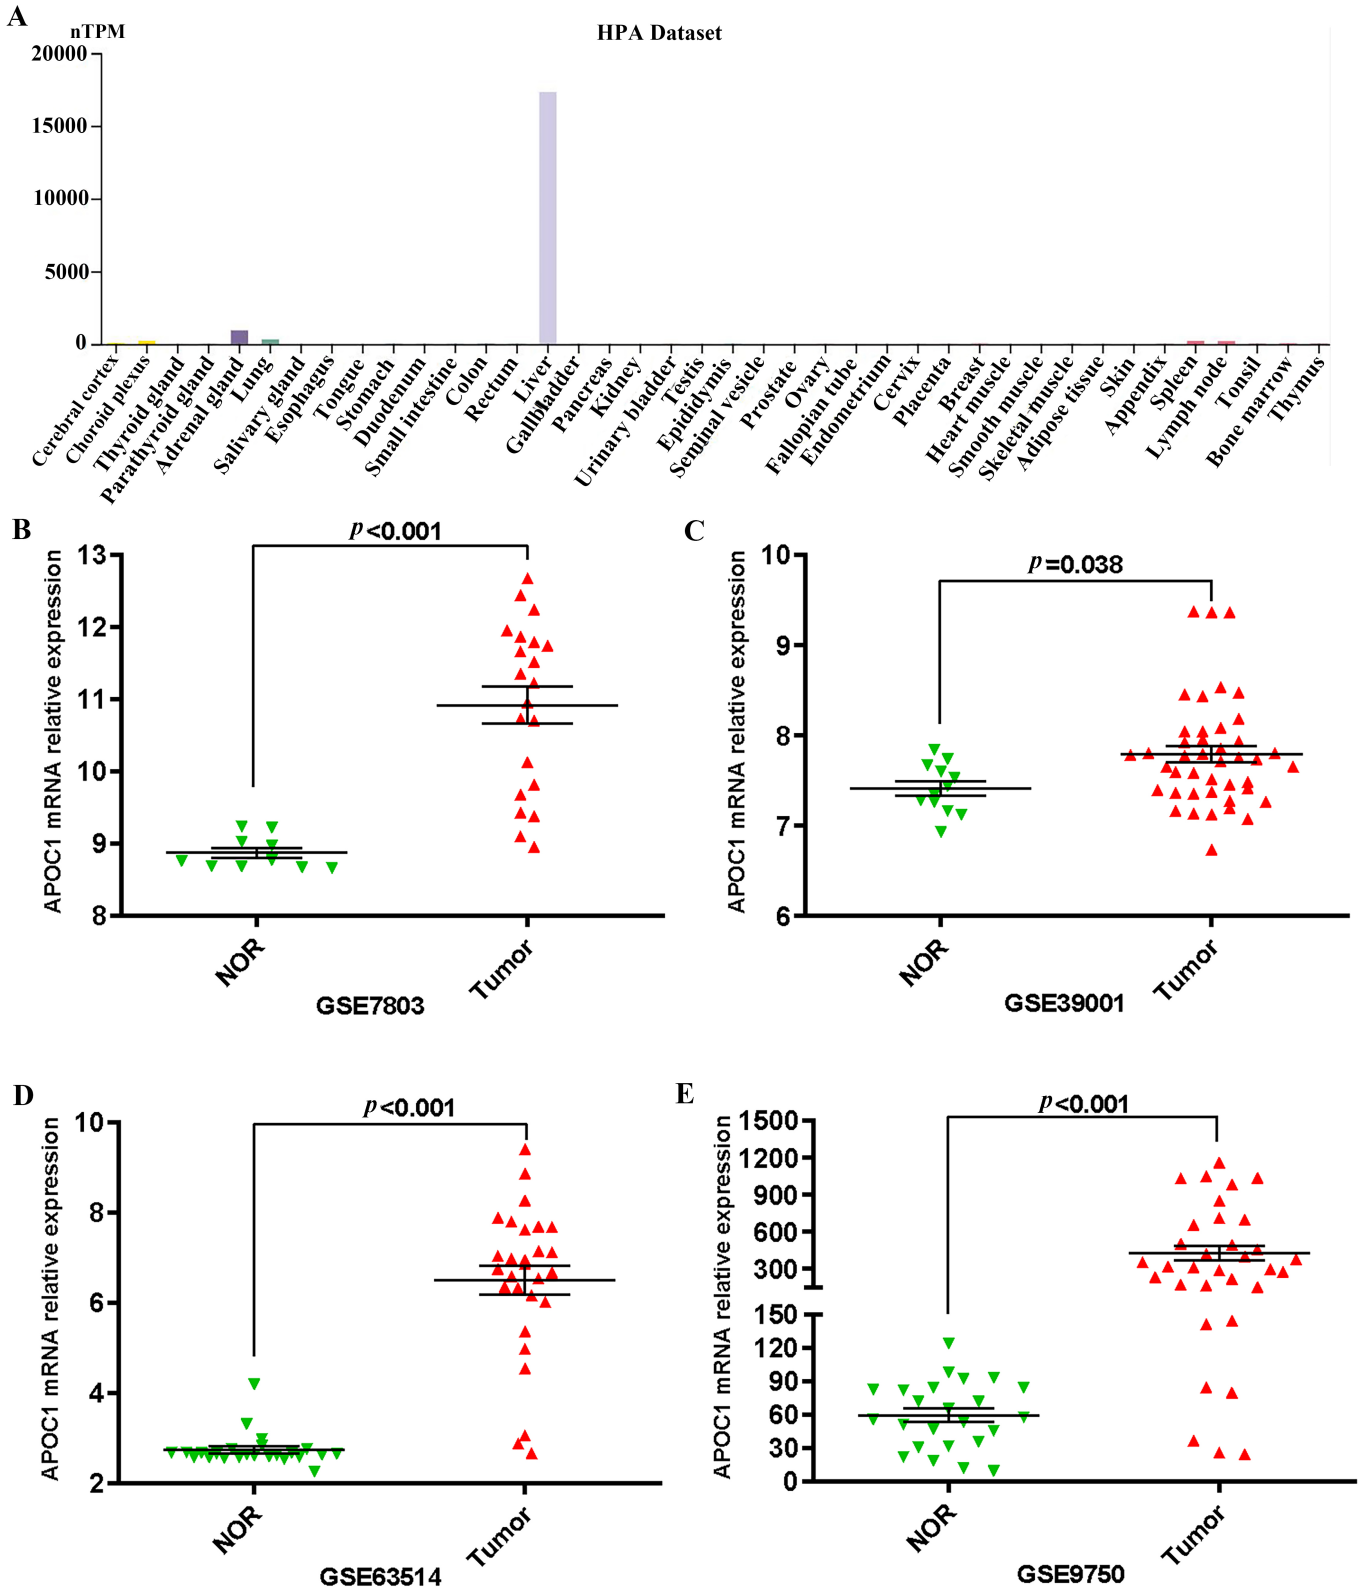 A
nTPM
HPA Dataset
20000
15000
10000
5000
0
Cerebral cortex
Choroid plexus
Thyroid gland
Parathyroid gland
Adrenal gland
Lung
Salivary gland
Esophagus
Tongue
Stomach
Duodenum
Small intestine
Colon
Rectum
Liver
Gallbladder
Pancreas
Kidney
Urinary bladder
Testis
Epididymis
Seminal vesicle
Prostate
Ovary
Fallopian tube
Endometrium
Cervix
Placenta
Breast
Heart muscle
Smooth muscle
Skeletal muscle
Adipose tissue
Skin
Appendix
Spleen
Lymph node
Tonsil
Bone marrow
Thymus
B
p<0.001
APOC1 mRNA relative expression
13
12
11
10
9
8
NOR
Tumor
GSE7803
C
p=0.038
APOC1 mRNA relative expression
10
9
8
7
6
NOR
Tumor
GSE39001
D
p<0.001
APOC1 mRNA relative expression
10
8
6
4
2
NOR
Tumor
GSE63514
E
p<0.001
APOC1 mRNA relative expression
1500
1200
900
600
300
150
120
90
60
30
0
NOR
Tumor
GSE9750